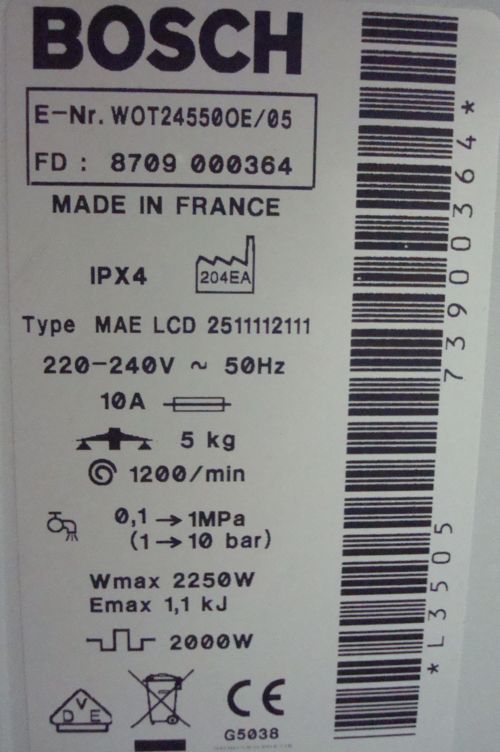 BOSCH
E-Nr. WOT24550OE/05
FD : 8709 000364
MADE IN FRANCE
IPX4
204EA
Type MAE LCD 2511112111
220-240V ~ 50Hz
10A
5 kg
1200/min
0,1 → 1MPa
(1 → 10 bar)
Wmax 2250W
Emax 1,1 kJ
2000W
DVE
CE
G5038
*L3505 73900364*